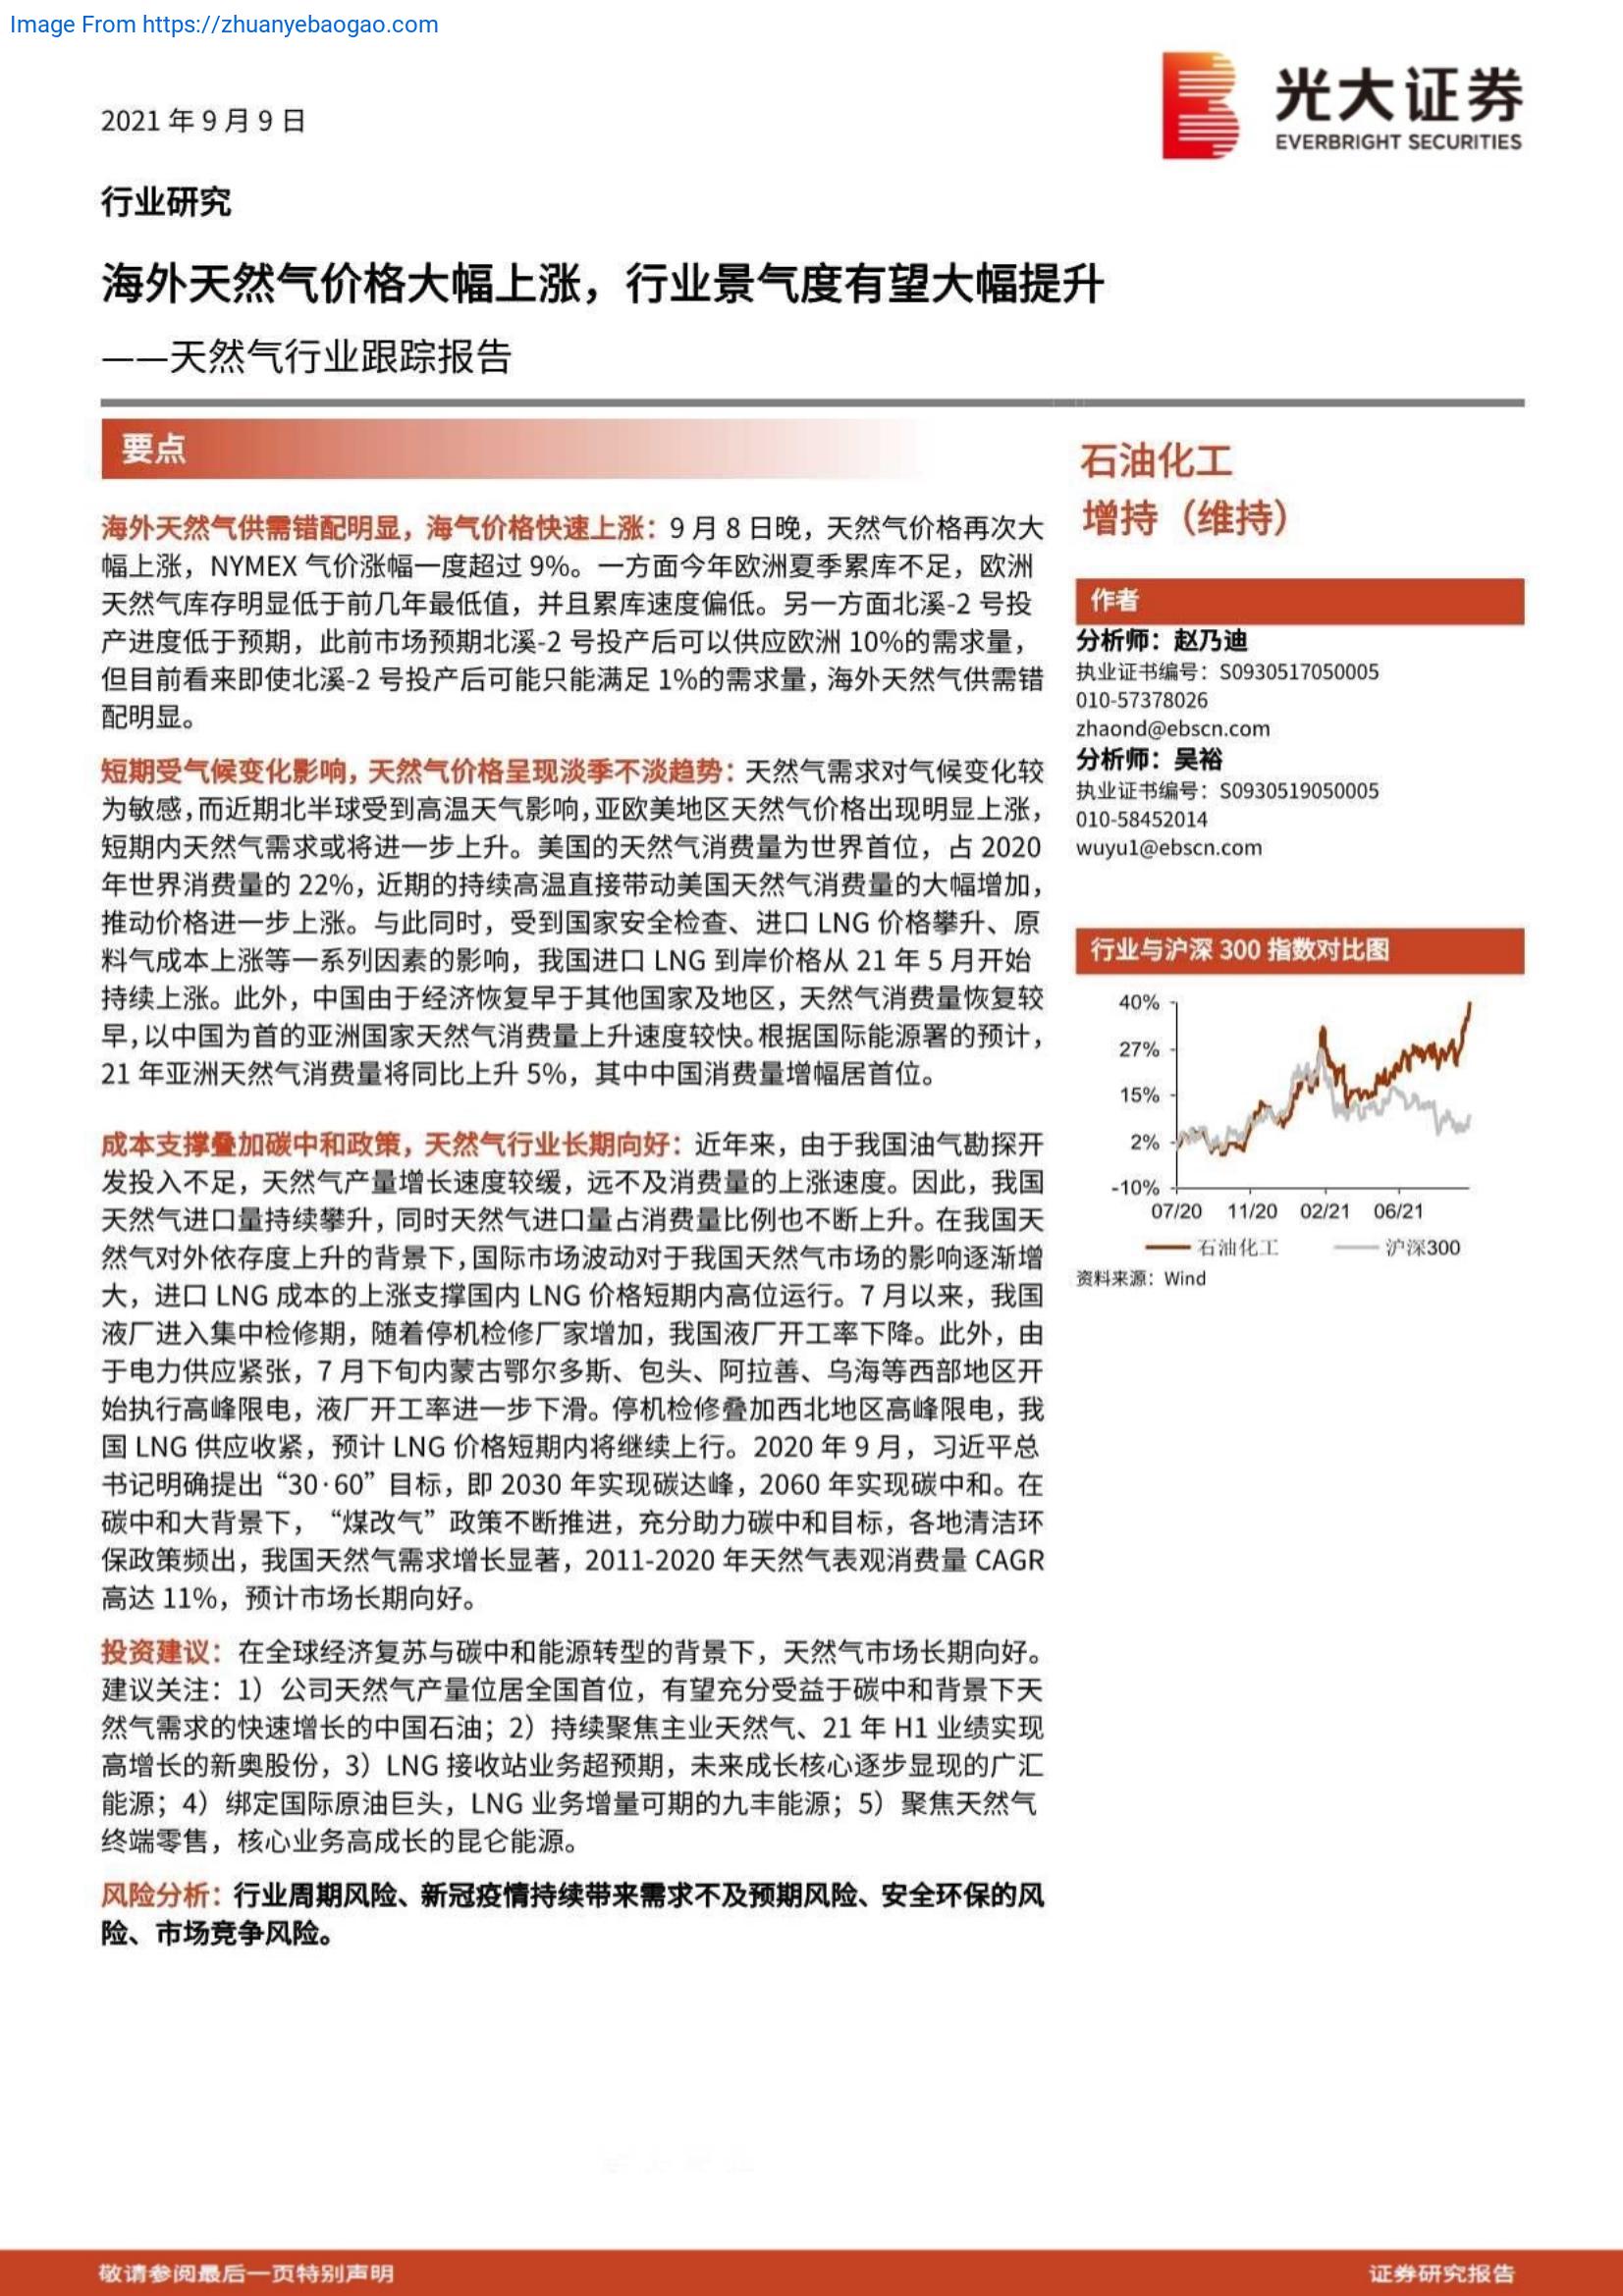 Image From https://zhuanyebaogao.com
光大证券
EVERBRIGHT SECURITIES
2021 年 9 月 9 日
行业研究
海外天然气价格大幅上涨，行业景气度有望大幅提升
——天然气行业跟踪报告
要点
海外天然气供需错配明显，海气价格快速上涨：9 月 8 日晚，天然气价格再次大
幅上涨，NYMEX 气价涨幅一度超过 9%。一方面今年欧洲夏季累库不足，欧洲
天然气库存明显低于前几年最低值，并且累库速度偏低。另一方面北溪-2 号投
产进度低于预期，此前市场预期北溪-2 号投产后可以供应欧洲 10%的需求量，
但目前看来即使北溪-2 号投产后可能只能满足 1%的需求量，海外天然气供需错
配明显。
短期受气候变化影响，天然气价格呈现淡季不淡趋势：天然气需求对气候变化较
为敏感，而近期北半球受到高温天气影响，亚欧美地区天然气价格出现明显上涨，
短期内天然气需求或将进一步上升。美国的天然气消费量为世界首位，占 2020
年世界消费量的 22%，近期的持续高温直接带动美国天然气消费量的大幅增加，
推动价格进一步上涨。与此同时，受到国家安全检查、进口 LNG 价格攀升、原
料气成本上涨等一系列因素的影响，我国进口 LNG 到岸价格从 21 年 5 月开始
持续上涨。此外，中国由于经济恢复早于其他国家及地区，天然气消费量恢复较
早，以中国为首的亚洲国家天然气消费量上升速度较快。根据国际能源署的预计，
21 年亚洲天然气消费量将同比上升 5%，其中中国消费量增幅居首位。
成本支撑叠加碳中和政策，天然气行业长期向好：近年来，由于我国油气勘探开
发投入不足，天然气产量增长速度较缓，远不及消费量的上涨速度。因此，我国
天然气进口量持续攀升，同时天然气进口量占消费量比例也不断上升。在我国天
然气对外依存度上升的背景下，国际市场波动对于我国天然气市场的影响逐渐增
大，进口 LNG 成本的上涨支撑国内 LNG 价格短期内高位运行。7 月以来，我国
液厂进入集中检修期，随着停机检修厂家增加，我国液厂开工率下降。此外，由
于电力供应紧张，7 月下旬内蒙古鄂尔多斯、包头、阿拉善、乌海等西部地区开
始执行高峰限电，液厂开工率进一步下滑。停机检修叠加西北地区高峰限电，我
国 LNG 供应收紧，预计 LNG 价格短期内将继续上行。2020 年 9 月，习近平总
书记明确提出“30·60”目标，即 2030 年实现碳达峰，2060 年实现碳中和。在
碳中和大背景下，“煤改气”政策不断推进，充分助力碳中和目标，各地清洁环
保政策频出，我国天然气需求增长显著，2011-2020 年天然气表观消费量 CAGR
高达 11%，预计市场长期向好。
投资建议：在全球经济复苏与碳中和能源转型的背景下，天然气市场长期向好。
建议关注：1）公司天然气产量位居全国首位，有望充分受益于碳中和背景下天
然气需求的快速增长的中国石油；2）持续聚焦主业天然气、21 年 H1 业绩实现
高增长的新奥股份，3）LNG 接收站业务超预期，未来成长核心逐步显现的广汇
能源；4）绑定国际原油巨头，LNG 业务增量可期的九丰能源；5）聚焦天然气
终端零售，核心业务高成长的昆仑能源。
风险分析：行业周期风险、新冠疫情持续带来需求不及预期风险、安全环保的风
险、市场竞争风险。
石油化工
增持（维持）
作者
分析师：赵乃迪
执业证书编号：S0930517050005
010-57378026
zhaond@ebscn.com
分析师：吴裕
执业证书编号：S0930519050005
010-58452014
wuyu1@ebscn.com
行业与沪深 300 指数对比图
40%
27%
15%
2%
-10%
07/20 11/20 02/21 06/21
石油化工 沪深300
资料来源：Wind
敬请参阅最后一页特别声明
证券研究报告